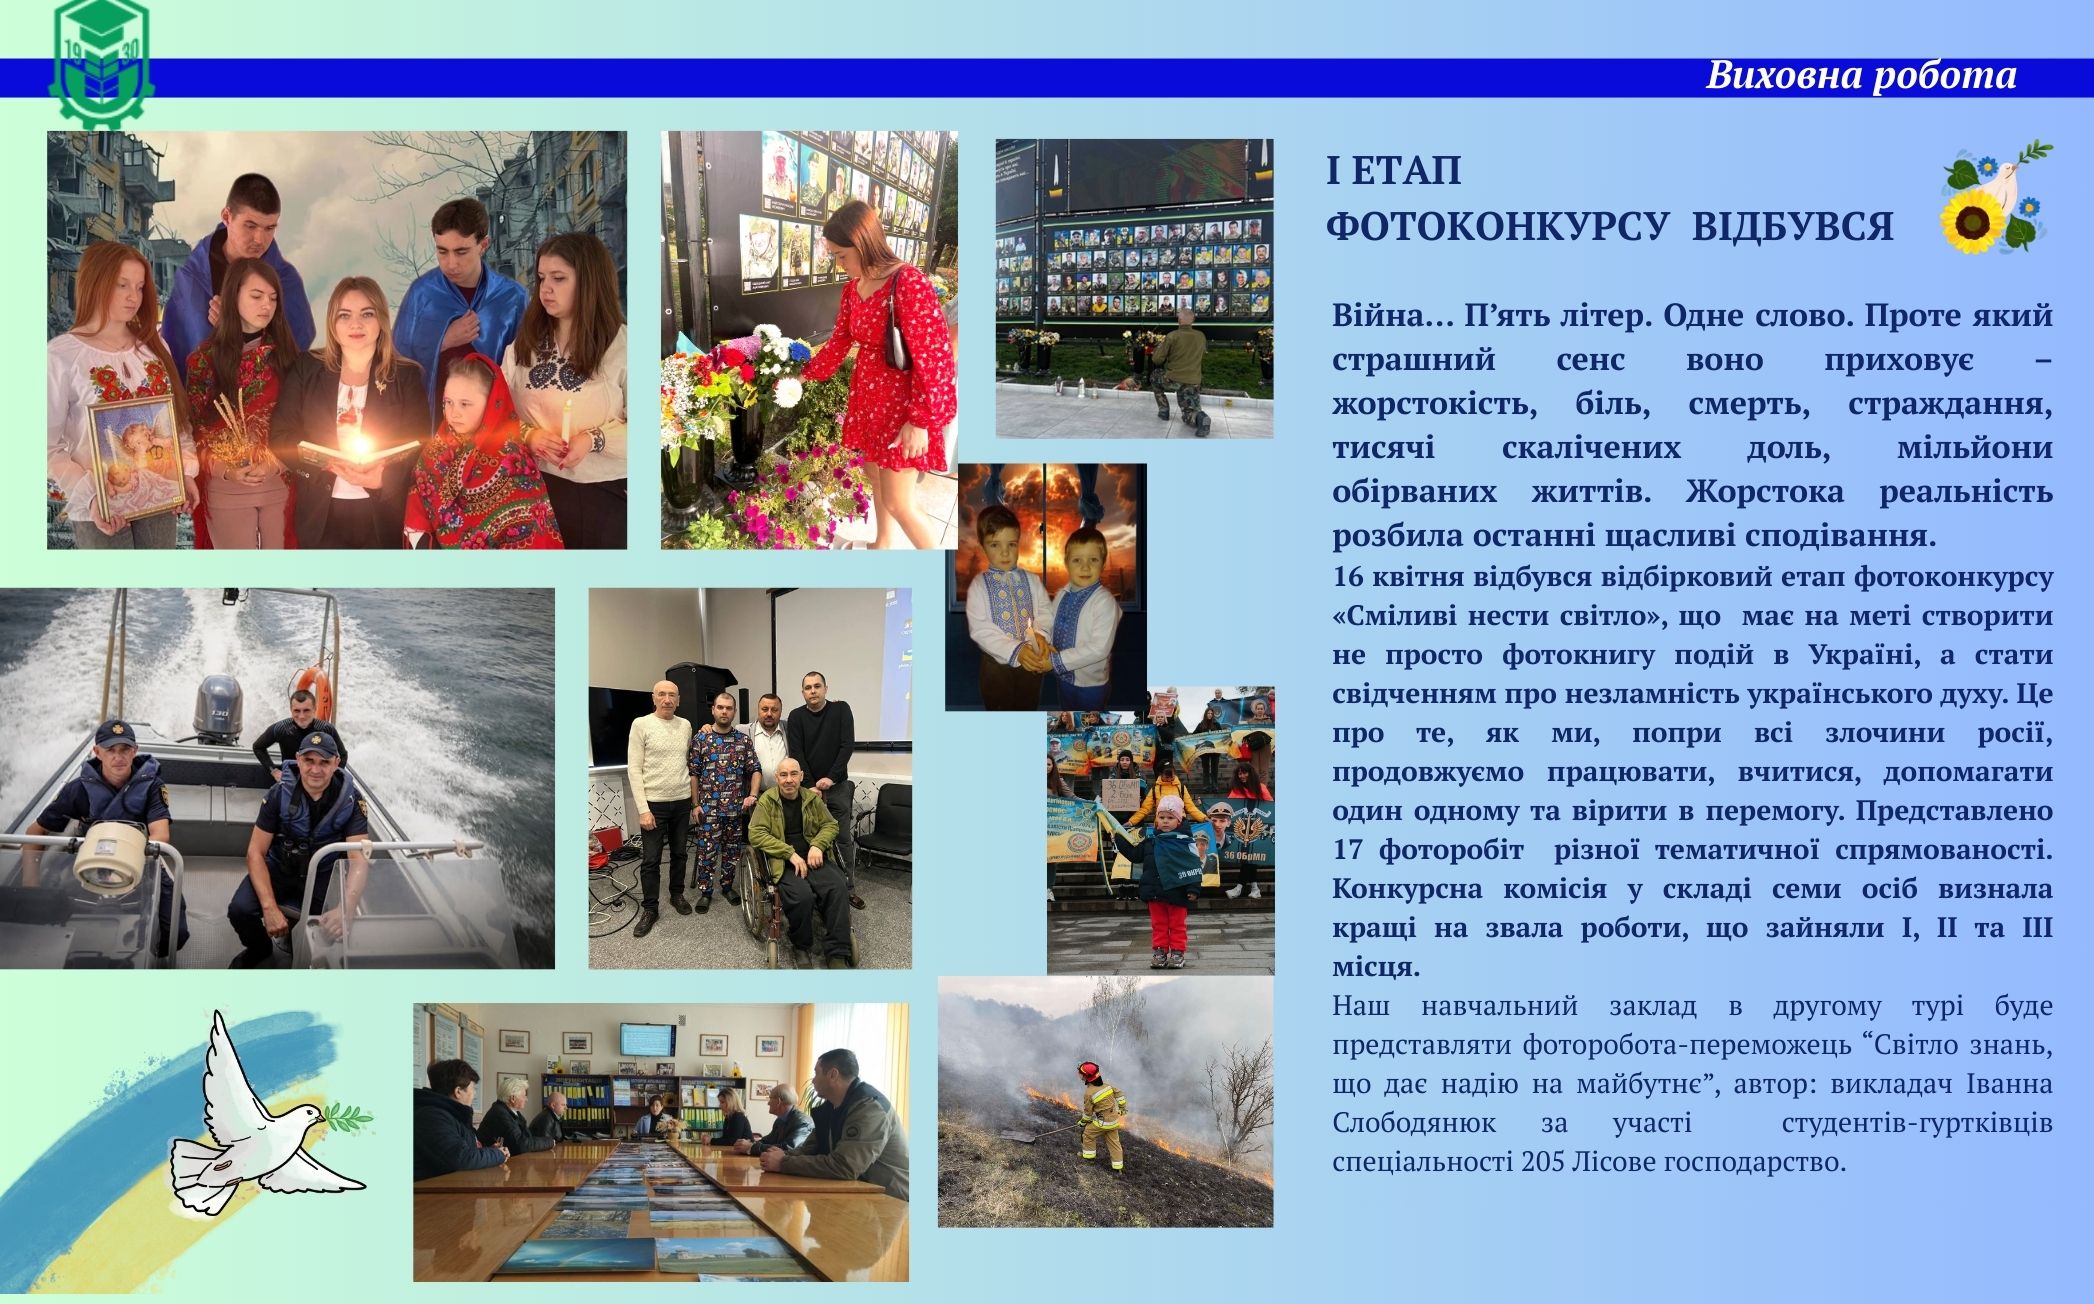 19 30
Виховна робота
І ЕТАП
ФОТОКОНКУРСУ ВІДБУВСЯ
Війна... П’ять літер. Одне слово. Проте який
страшний сенс воно приховує –
жорстокість, біль, смерть, страждання,
тисячі скалічених доль, мільйони
обірваних життів. Жорстока реальність
розбила останні щасливі сподівання.
16 квітня відбувся відбірковий етап фотоконкурсу
«Сміливі нести світло», що має на меті створити
не просто фотокнигу подій в Україні, а стати
свідченням про незламність українського духу. Це
про те, як ми, попри всі злочини росії,
продовжуємо працювати, вчитися, допомагати
один одному та вірити в перемогу. Представлено
17 фоторобіт різної тематичної спрямованості.
Конкурсна комісія у складі семи осіб визнала
кращі на звала роботи, що зайняли І, ІІ та ІІІ
місця.
Наш навчальний заклад в другому турі буде
представляти фоторобота-переможець “Світло знань,
що дає надію на майбутнє”, автор: викладач Іванна
Слободянюк за участі студентів-гуртківців
спеціальності 205 Лісове господарство.
130
36 ОБрМП